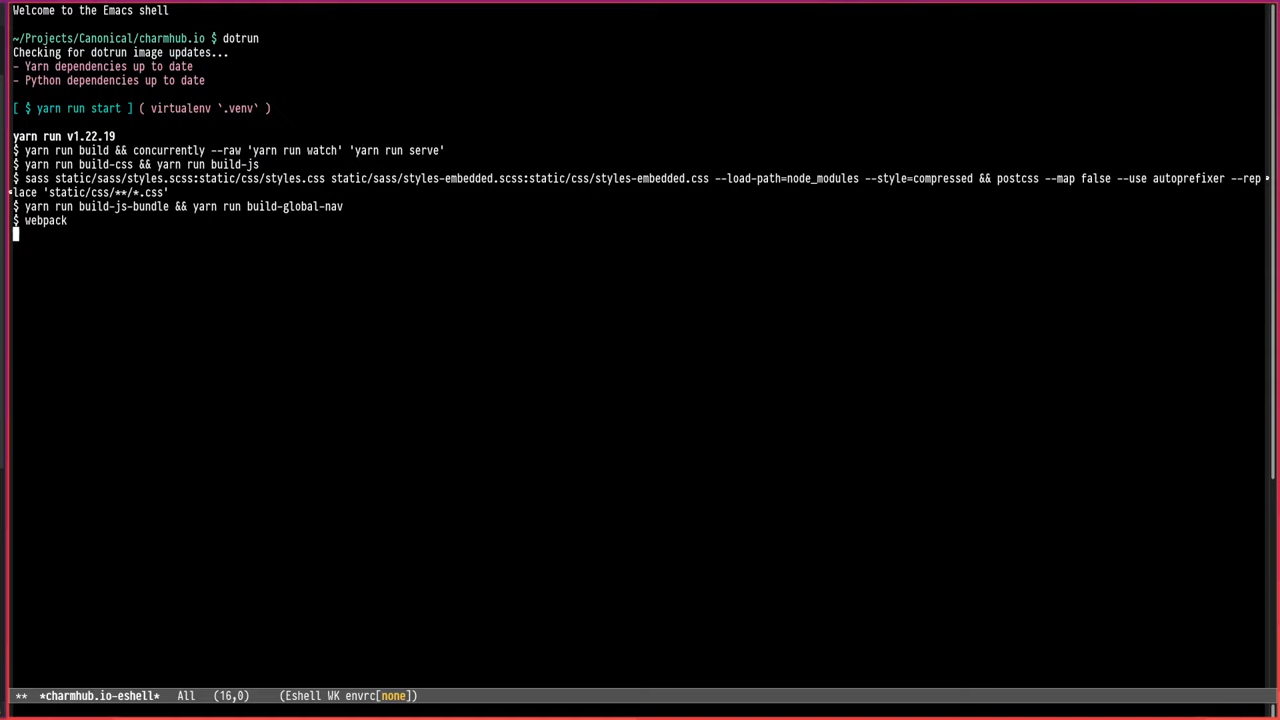 Welcome to the Emacs shell
~/Projects/Canonical/charmhub.io $ dotrun
Checking for dotrun image updates...
- Yarn dependencies up to date
- Python dependencies up to date
[ $ yarn run start ] ( virtualenv `.venv` )
yarn run v1.22.19
$ yarn run build && concurrently --raw 'yarn run watch' 'yarn run serve'
$ yarn run build-css && yarn run build-js
$ sass static/sass/styles.scss:static/css/styles.css static/sass/styles-embedded.scss:static/css/styles-embedded.css --load-path=node_modules --style=compressed && postcss --map false --use autoprefixer --rep
lace 'static/css/**/*.css'
$ yarn run build-js-bundle && yarn run build-global-nav
$ webpack
** *charmhub.io-eshell* All (16,0) (Eshell WK envrc[none])